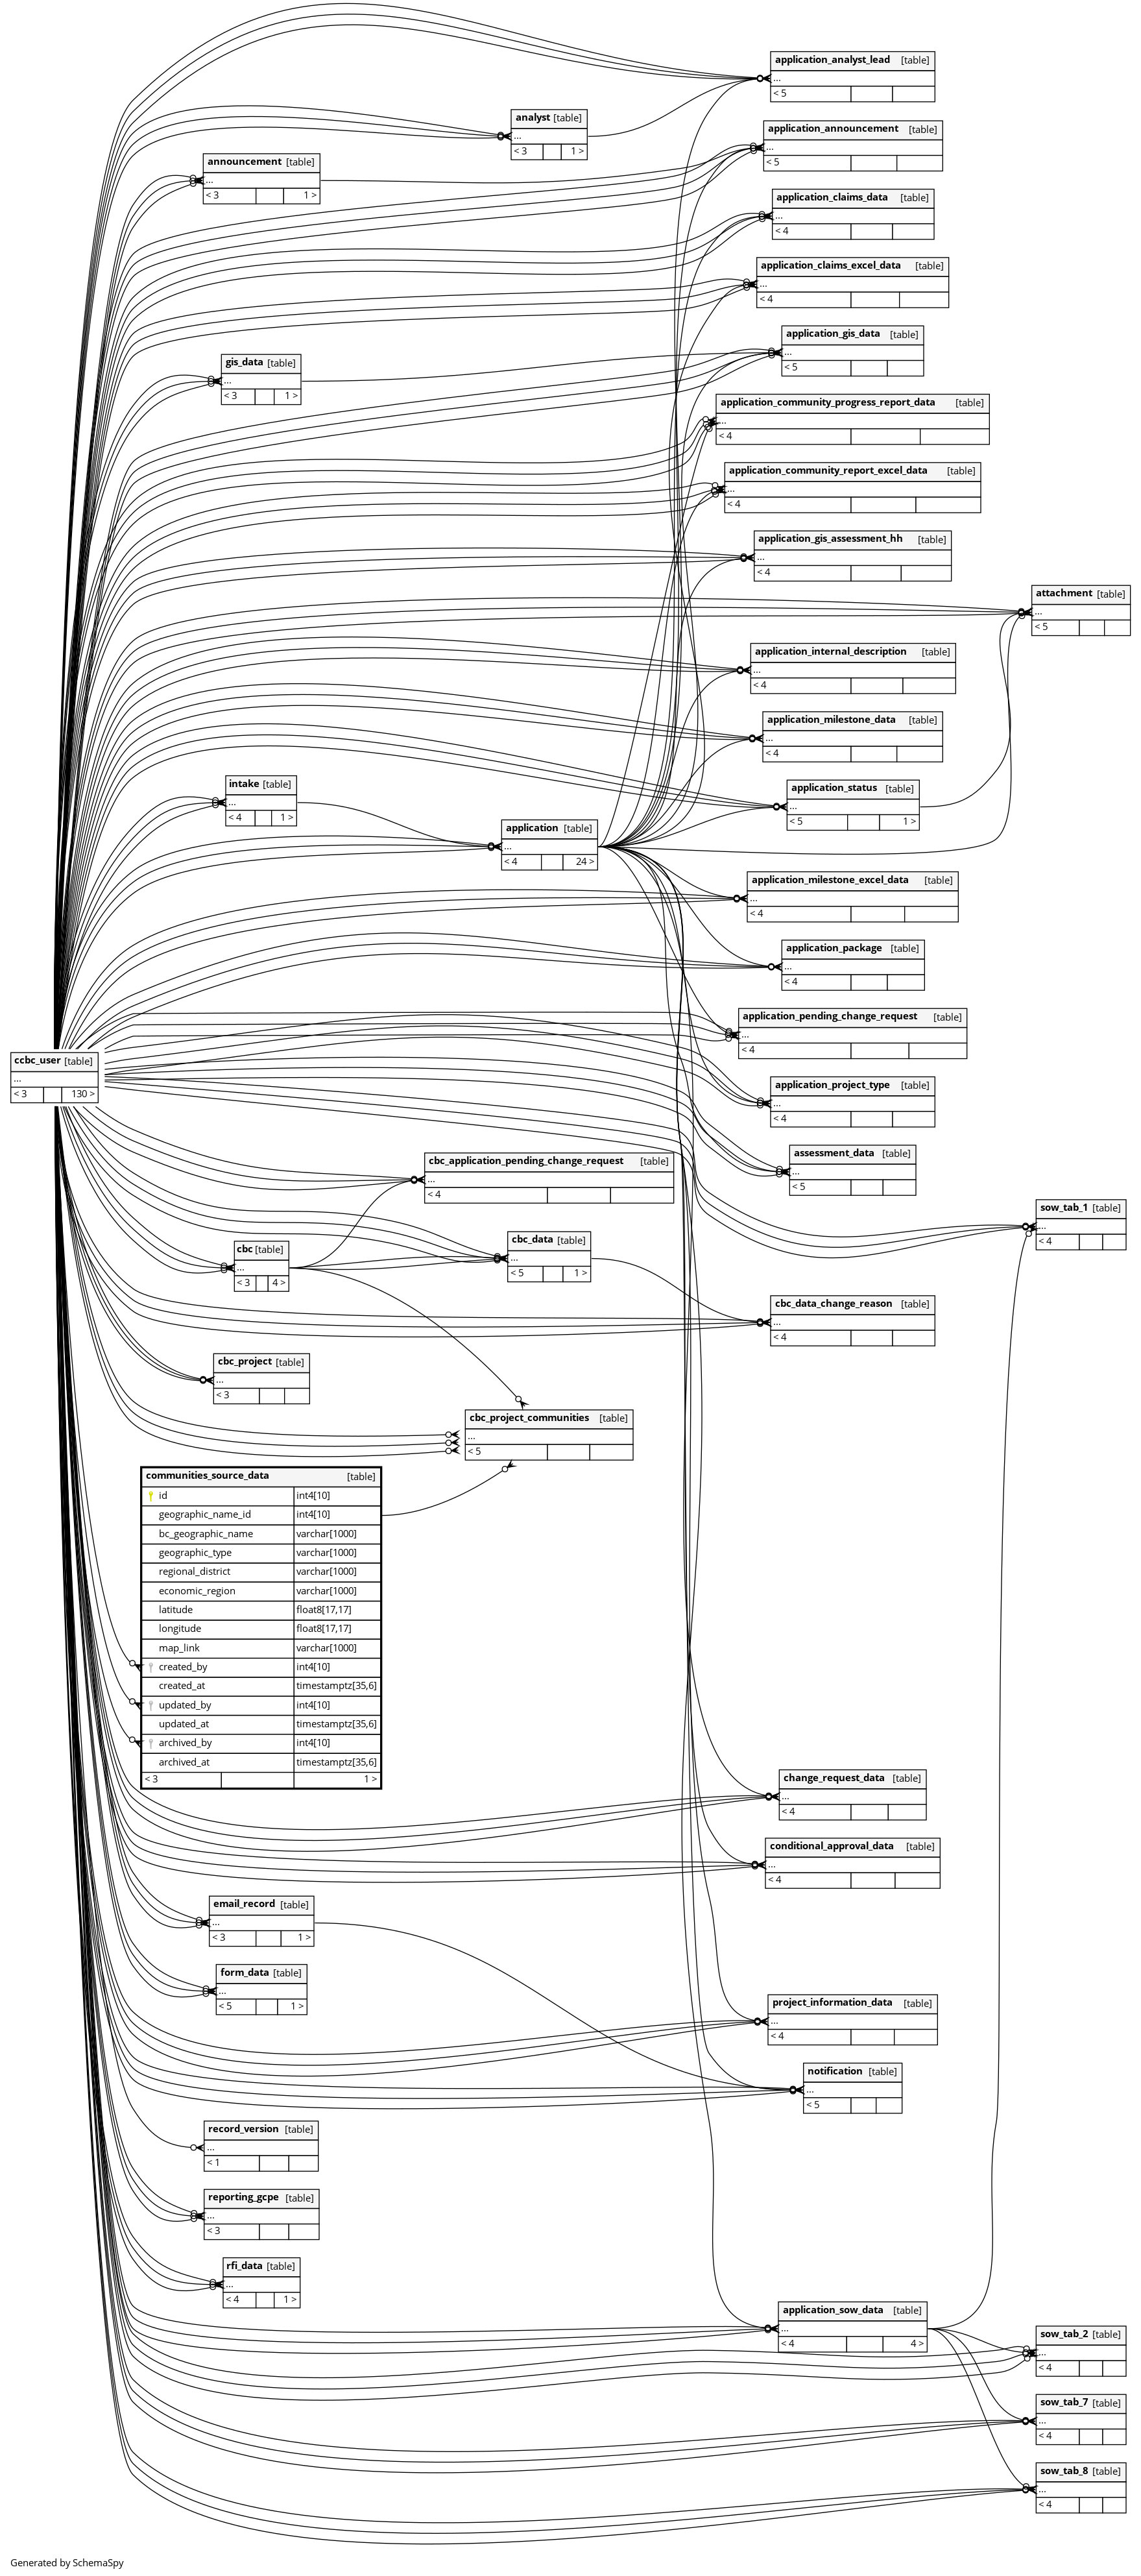 application_analyst_lead [table]
...
< 5
analyst [table]
...
< 3 1 >
application_announcement [table]
...
< 5
announcement [table]
...
< 3 1 >
application_claims_data [table]
...
< 4
application_claims_excel_data [table]
...
< 4
application_gis_data [table]
...
< 5
gis_data [table]
...
< 3 1 >
application_community_progress_report_data [table]
...
< 4
application_community_report_excel_data [table]
...
< 4
application_gis_assessment_hh [table]
...
< 4
attachment [table]
...
< 5
application_internal_description [table]
...
< 4
application_milestone_data [table]
...
< 4
intake [table]
...
< 4 1 >
application_status [table]
...
< 5 1 >
application [table]
...
< 4 24 >
application_milestone_excel_data [table]
...
< 4
application_package [table]
...
< 4
application_pending_change_request [table]
...
< 4
ccbc_user [table]
...
< 3 130 >
application_project_type [table]
...
< 4
assessment_data [table]
...
< 5
cbc_application_pending_change_request [table]
...
< 4
sow_tab_1 [table]
...
< 4
cbc_data [table]
...
< 5 1 >
cbc [table]
...
< 3 4 >
cbc_data_change_reason [table]
...
< 4
cbc_project [table]
...
< 3
cbc_project_communities [table]
...
< 5
communities_source_data [table]
id int4[10]
geographic_name_id int4[10]
bc_geographic_name varchar[1000]
geographic_type varchar[1000]
regional_district varchar[1000]
economic_region varchar[1000]
latitude float8[17,17]
longitude float8[17,17]
map_link varchar[1000]
created_by int4[10]
created_at timestamptz[35,6]
updated_by int4[10]
updated_at timestamptz[35,6]
archived_by int4[10]
archived_at timestamptz[35,6]
< 3 1 >
change_request_data [table]
...
< 4
conditional_approval_data [table]
...
< 4
email_record [table]
...
< 3 1 >
form_data [table]
...
< 5 1 >
project_information_data [table]
...
< 4
notification [table]
...
< 5
record_version [table]
...
< 1
reporting_gcpe [table]
...
< 3
rfi_data [table]
...
< 4 1 >
application_sow_data [table]
...
< 4 4 >
sow_tab_2 [table]
...
< 4
sow_tab_7 [table]
...
< 4
sow_tab_8 [table]
...
< 4
Generated by SchemaSpy